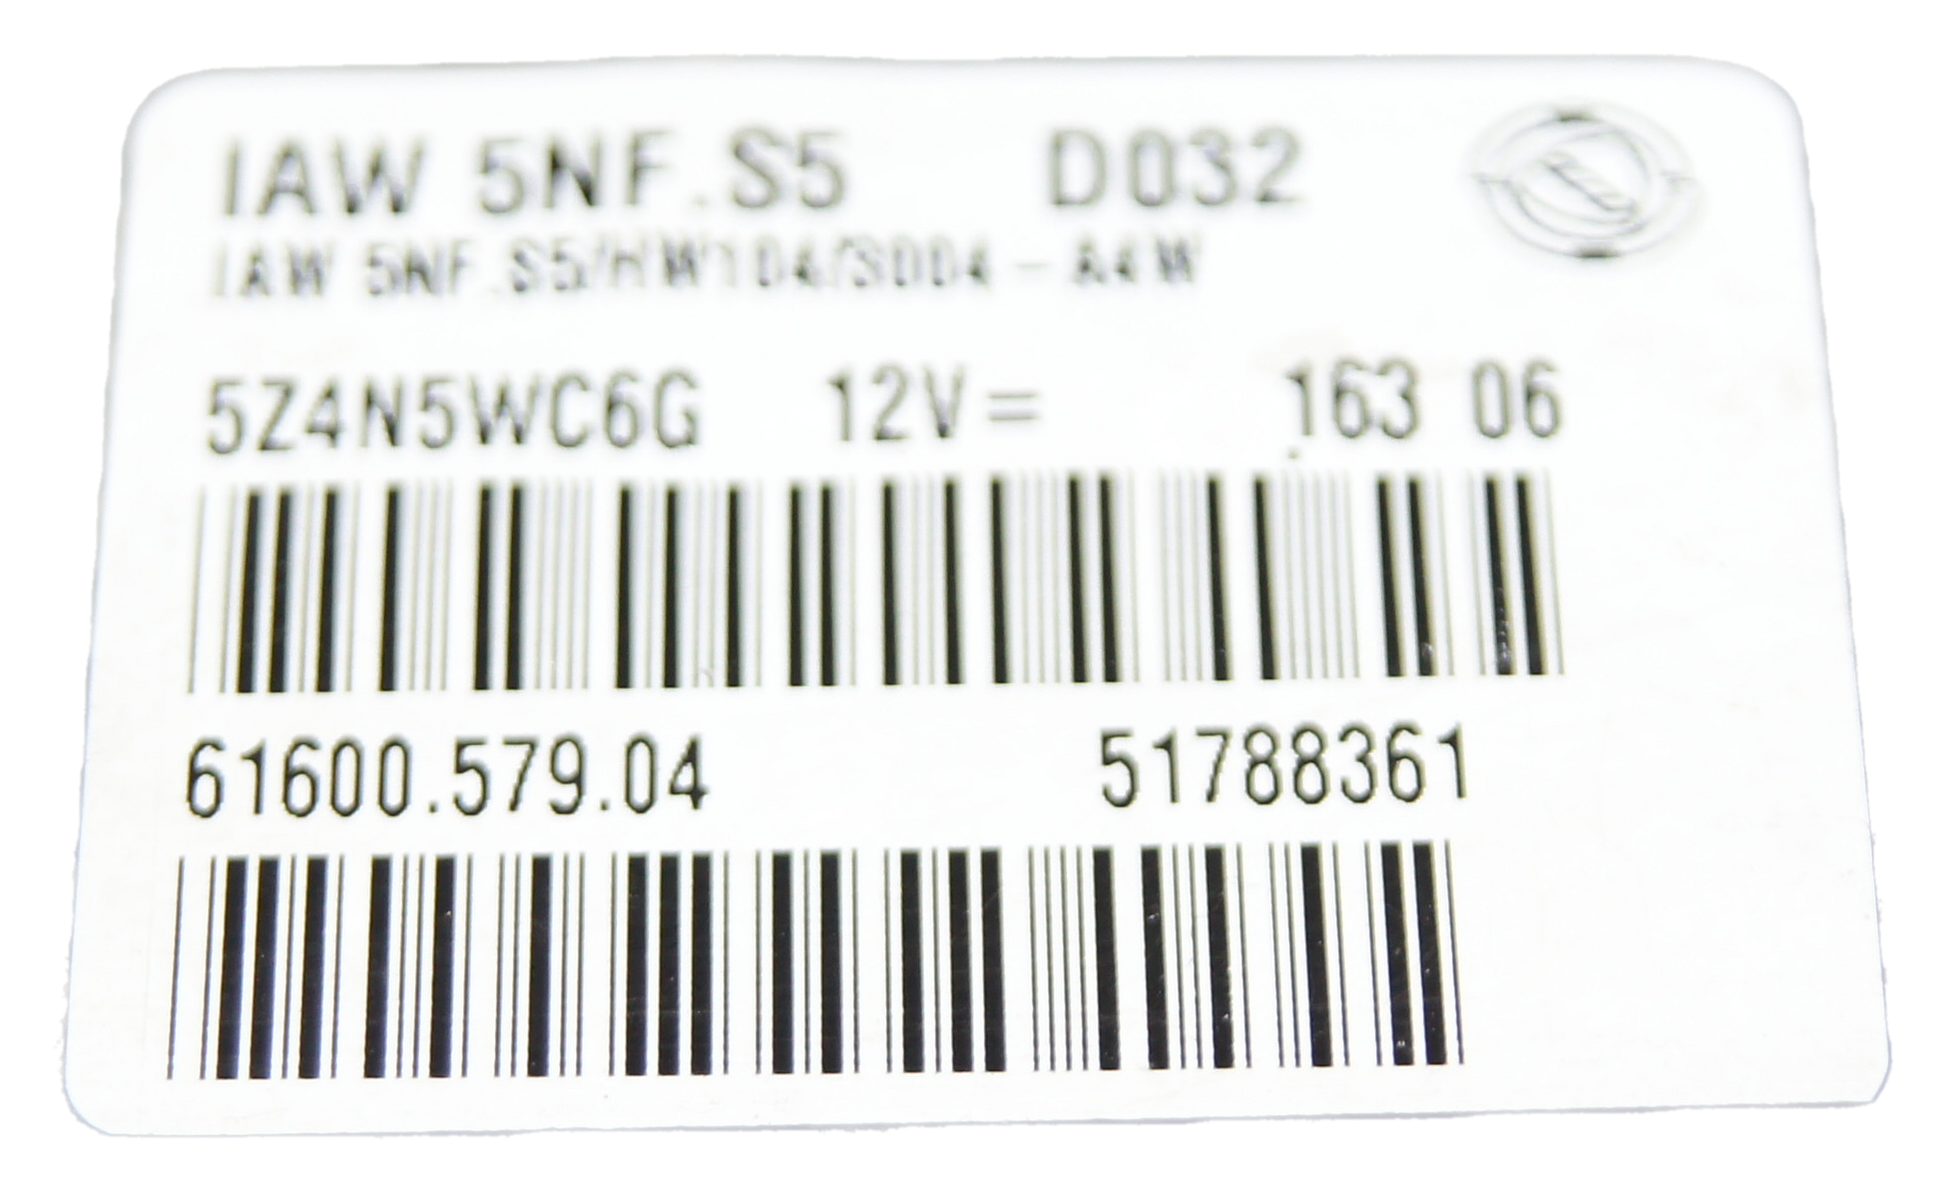 IAW 5NF.S5 D032
IAW 5NF.S5/HW104/S004-A4W
5Z4N5WC6G 12V= 163 06
61600.579.04 51788361